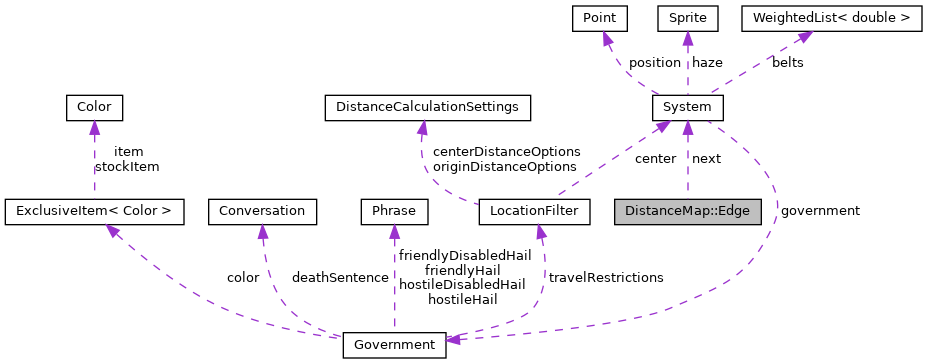 Point
Sprite
WeightedList< double >
position
haze
belts
Color
DistanceCalculationSettings
System
item
stockItem
centerDistanceOptions
originDistanceOptions
center
next
ExclusiveItem< Color >
Conversation
Phrase
LocationFilter
DistanceMap::Edge
government
color
deathSentence
friendlyDisabledHail
friendlyHail
hostileDisabledHail
hostileHail
travelRestrictions
Government